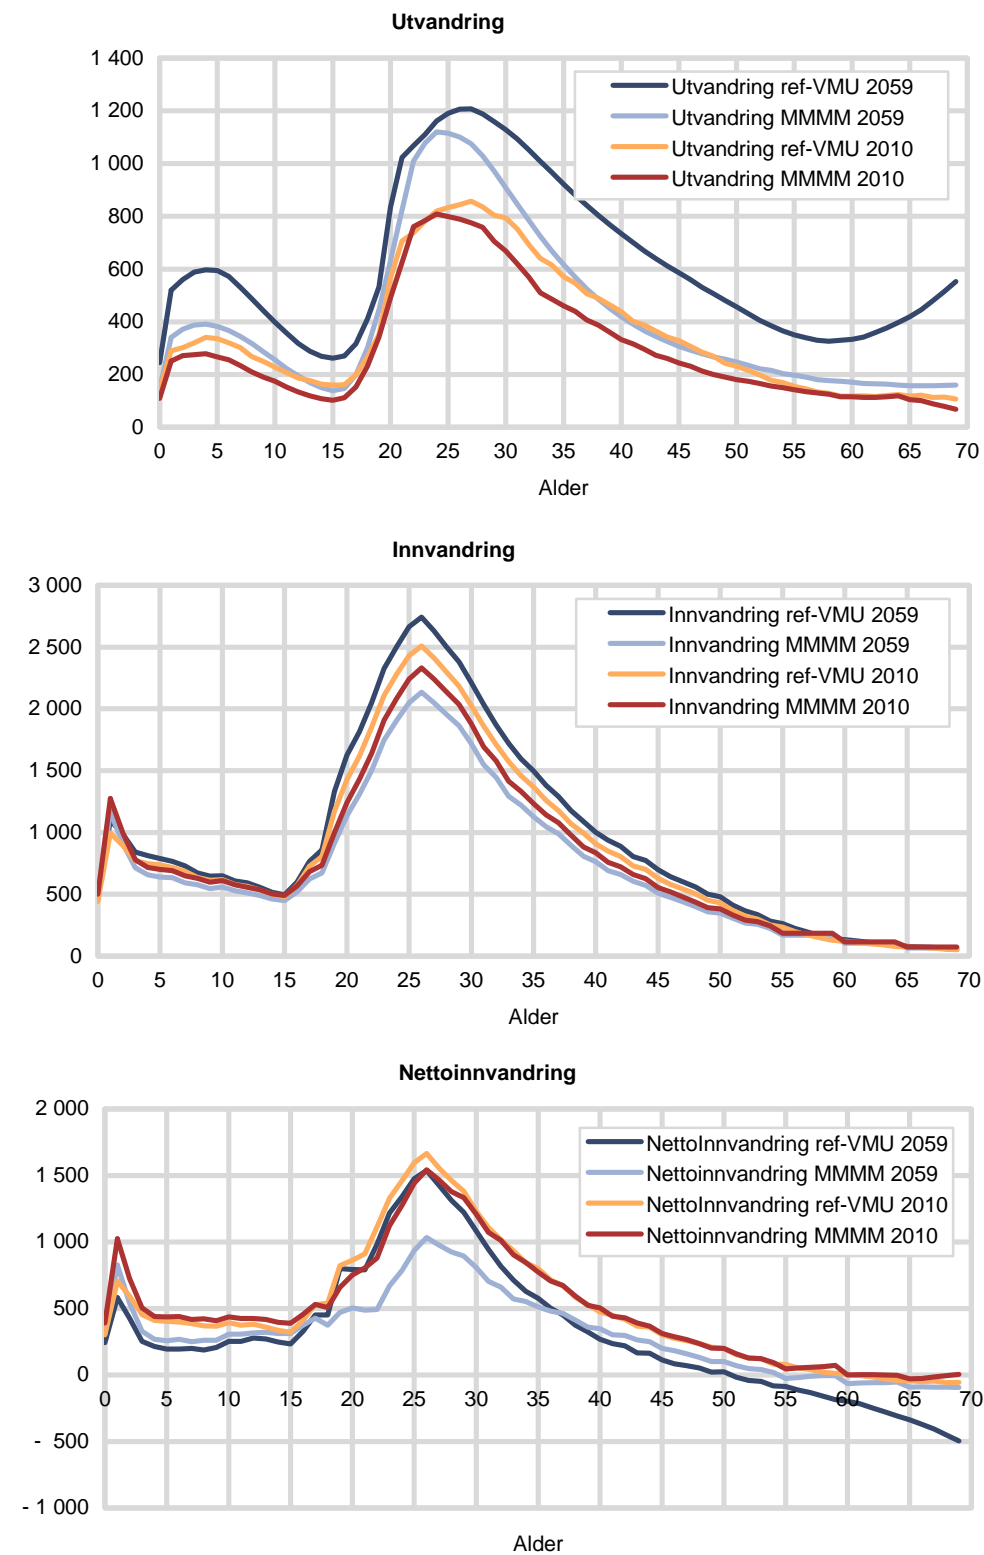 Utvandring
1 400
1 200
1 000
800
600
400
200
0
Utvandring ref-VMU 2059
Utvandring MMMM 2059
Utvandring ref-VMU 2010
Utvandring MMMM 2010
0 5 10 15 20 25 30 35 40 45 50 55 60 65 70
Alder
Innvandring
3 000
2 500
2 000
1 500
1 000
500
0
Innvandring ref-VMU 2059
Innvandring MMMM 2059
Innvandring ref-VMU 2010
Innvandring MMMM 2010
0 5 10 15 20 25 30 35 40 45 50 55 60 65 70
Alder
Nettoinnvandring
2 000
1 500
1 000
500
0
- 500
- 1 000
NettoInnvandring ref-VMU 2059
Nettoinnvandring MMMM 2059
NettoInnvandring ref-VMU 2010
Nettoinnvandring MMMM 2010
0 5 10 15 20 25 30 35 40 45 50 55 60 65 70
Alder